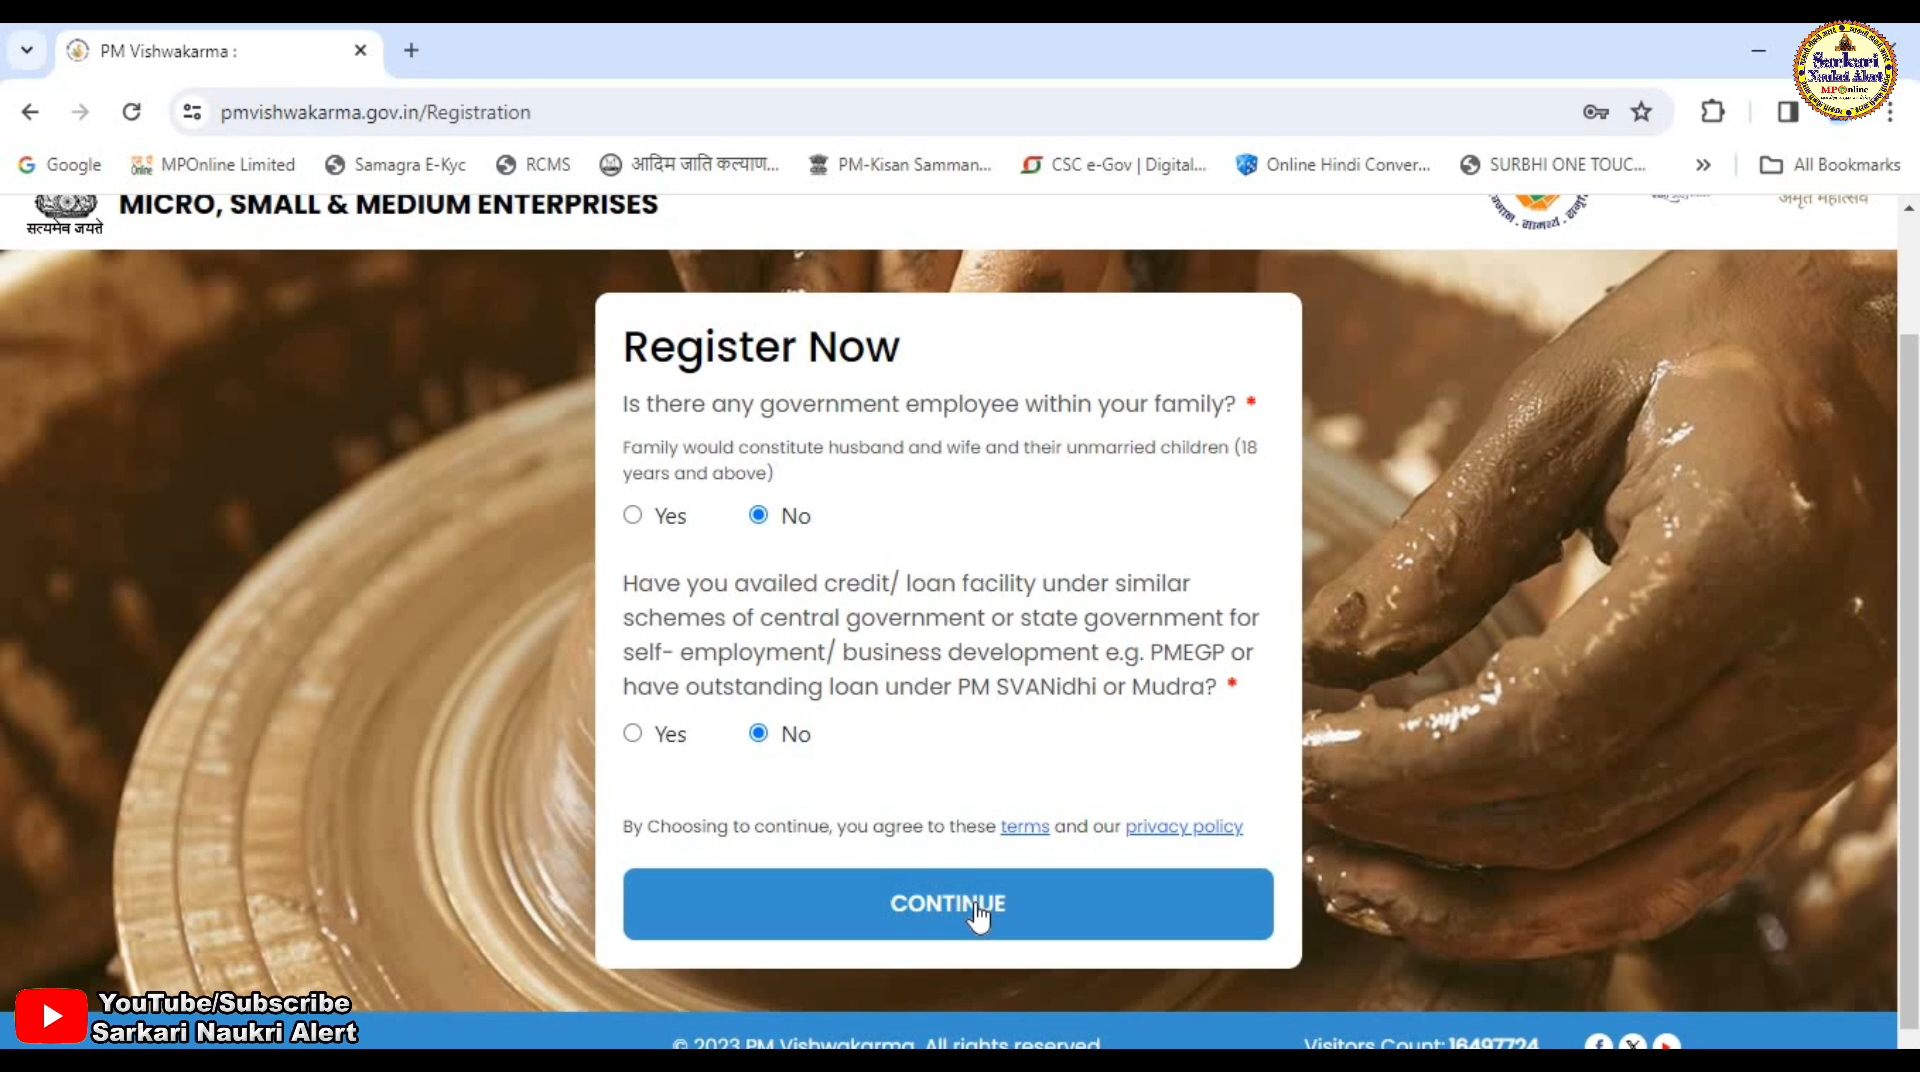 PM Vishwakarma :
Sarkari
Naukri Alert
MPOnline
pmvishwakarma.gov.in/Registration
Google
MPOnline Limited
Samagra E-Kyc
RCMS
आदिम जाति कल्याण...
PM-Kisan Samman...
CSC e-Gov | Digital...
Online Hindi Conver...
SURBHI ONE TOUC...
All Bookmarks
सत्यमेव जयते
MICRO, SMALL & MEDIUM ENTERPRISES
अमृत महोत्सव
Register Now
Is there any government employee within your family? *
Family would constitute husband and wife and their unmarried children (18
years and above)
Yes No
Have you availed credit/ loan facility under similar
schemes of central government or state government for
self- employment/ business development e.g. PMEGP or
have outstanding loan under PM SVANidhi or Mudra? *
Yes No
By Choosing to continue, you agree to these terms and our privacy policy
CONTINUE
YouTube/Subscribe
Sarkari Naukri Alert
© 2023 PM Vishwakarma. All rights reserved
Visitors Count: 16497724